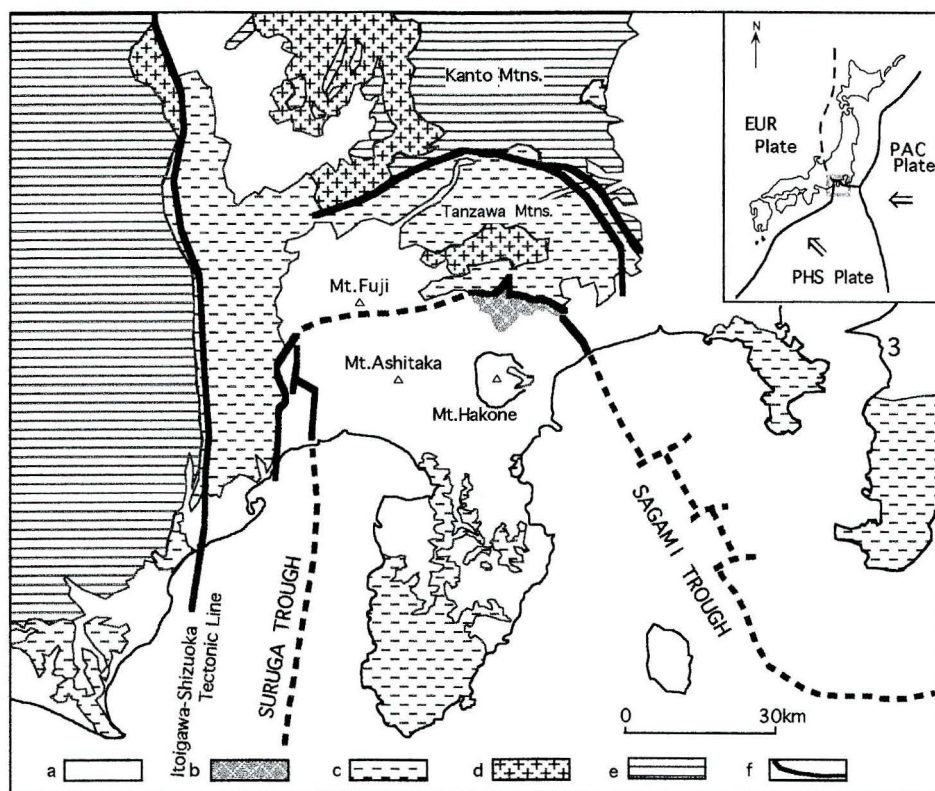 Kanto Mtns.
N
EUR
Plate
PAC
Plate
PHS Plate
Tanzawa Mtns.
Mt.Fuji
Mt.Ashitaka
Mt.Hakone
3
SAGAMI TROUGH
SURUGA TROUGH
Itoigawa-Shizuoka
Tectonic Line
0 30km
a b c d e f